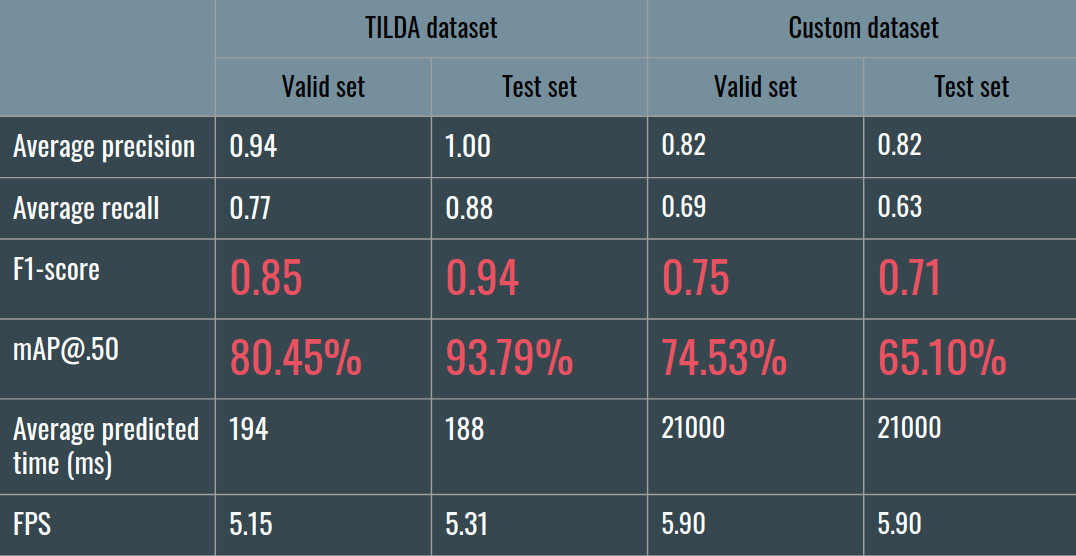 TILDA dataset Custom dataset
Valid set Test set Valid set Test set
Average precision 0.94 1.00 0.82 0.82
Average recall 0.77 0.88 0.69 0.63
F1-score 0.85 0.94 0.75 0.71
mAP@.50 80.45% 93.79% 74.53% 65.10%
Average predicted 194 188 21000 21000
time (ms)
FPS 5.15 5.31 5.90 5.90